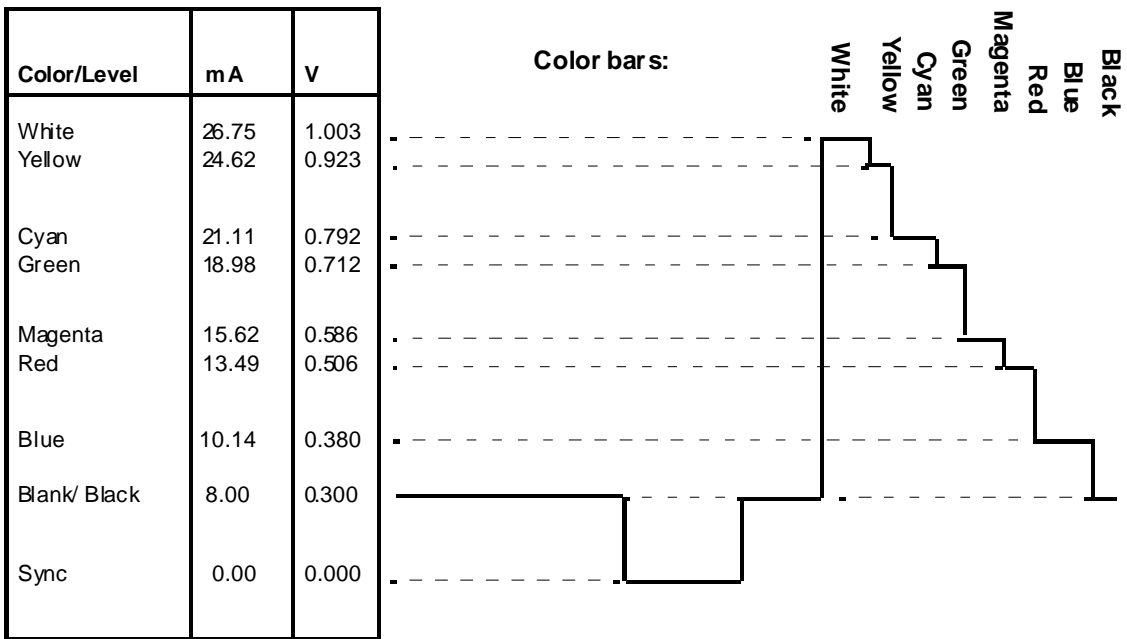 Color/Level mA V
Color bars:
White
Yellow
Cyan
Green
Magenta
Red
Blue
Black
White 26.75 1.003
Yellow 24.62 0.923
Cyan 21.11 0.792
Green 18.98 0.712
Magenta 15.62 0.586
Red 13.49 0.506
Blue 10.14 0.380
Blank/ Black 8.00 0.300
Sync 0.00 0.000